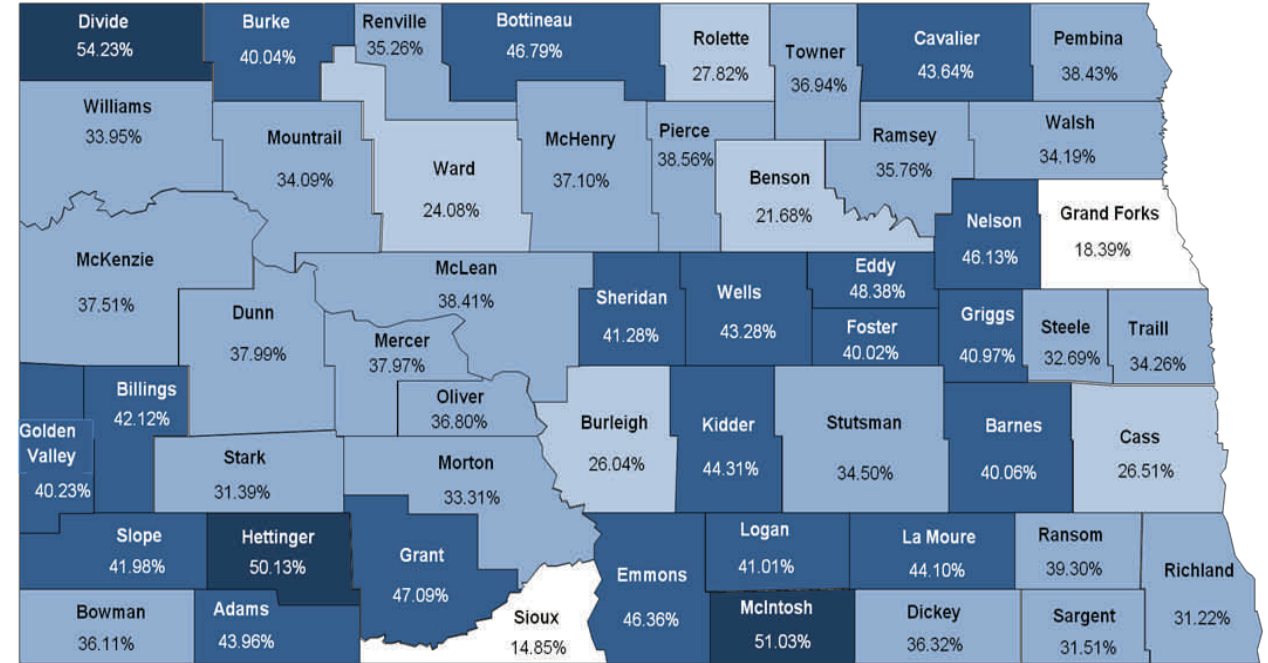 Divide
54.23%
Burke
40.04%
Renville
35.26%
Bottineau
46.79%
Rolette
27.82%
Towner
36.94%
Cavalier
43.64%
Pembina
38.43%
Williams
33.95%
Mountrail
34.09%
Ward
24.08%
McHenry
37.10%
Pierce
38.56%
Benson
21.68%
Ramsey
35.76%
Walsh
34.19%
Nelson
46.13%
Grand Forks
18.39%
McKenzie
37.51%
Dunn
37.99%
McLean
38.41%
Mercer
37.97%
Oliver
36.80%
Sheridan
41.28%
Wells
43.28%
Eddy
48.38%
Foster
40.02%
Griggs
40.97%
Steele
32.69%
Traill
34.26%
Golden
Valley
40.23%
Billings
42.12%
Stark
31.39%
Morton
33.31%
Burleigh
26.04%
Kidder
44.31%
Stutsman
34.50%
Barnes
40.06%
Cass
26.51%
Slope
41.98%
Hettinger
50.13%
Grant
47.09%
Sioux
14.85%
Emmons
46.36%
Logan
41.01%
La Moure
44.10%
Ransom
39.30%
Richland
31.22%
Bowman
36.11%
Adams
43.96%
McIntosh
51.03%
Dickey
36.32%
Sargent
31.51%